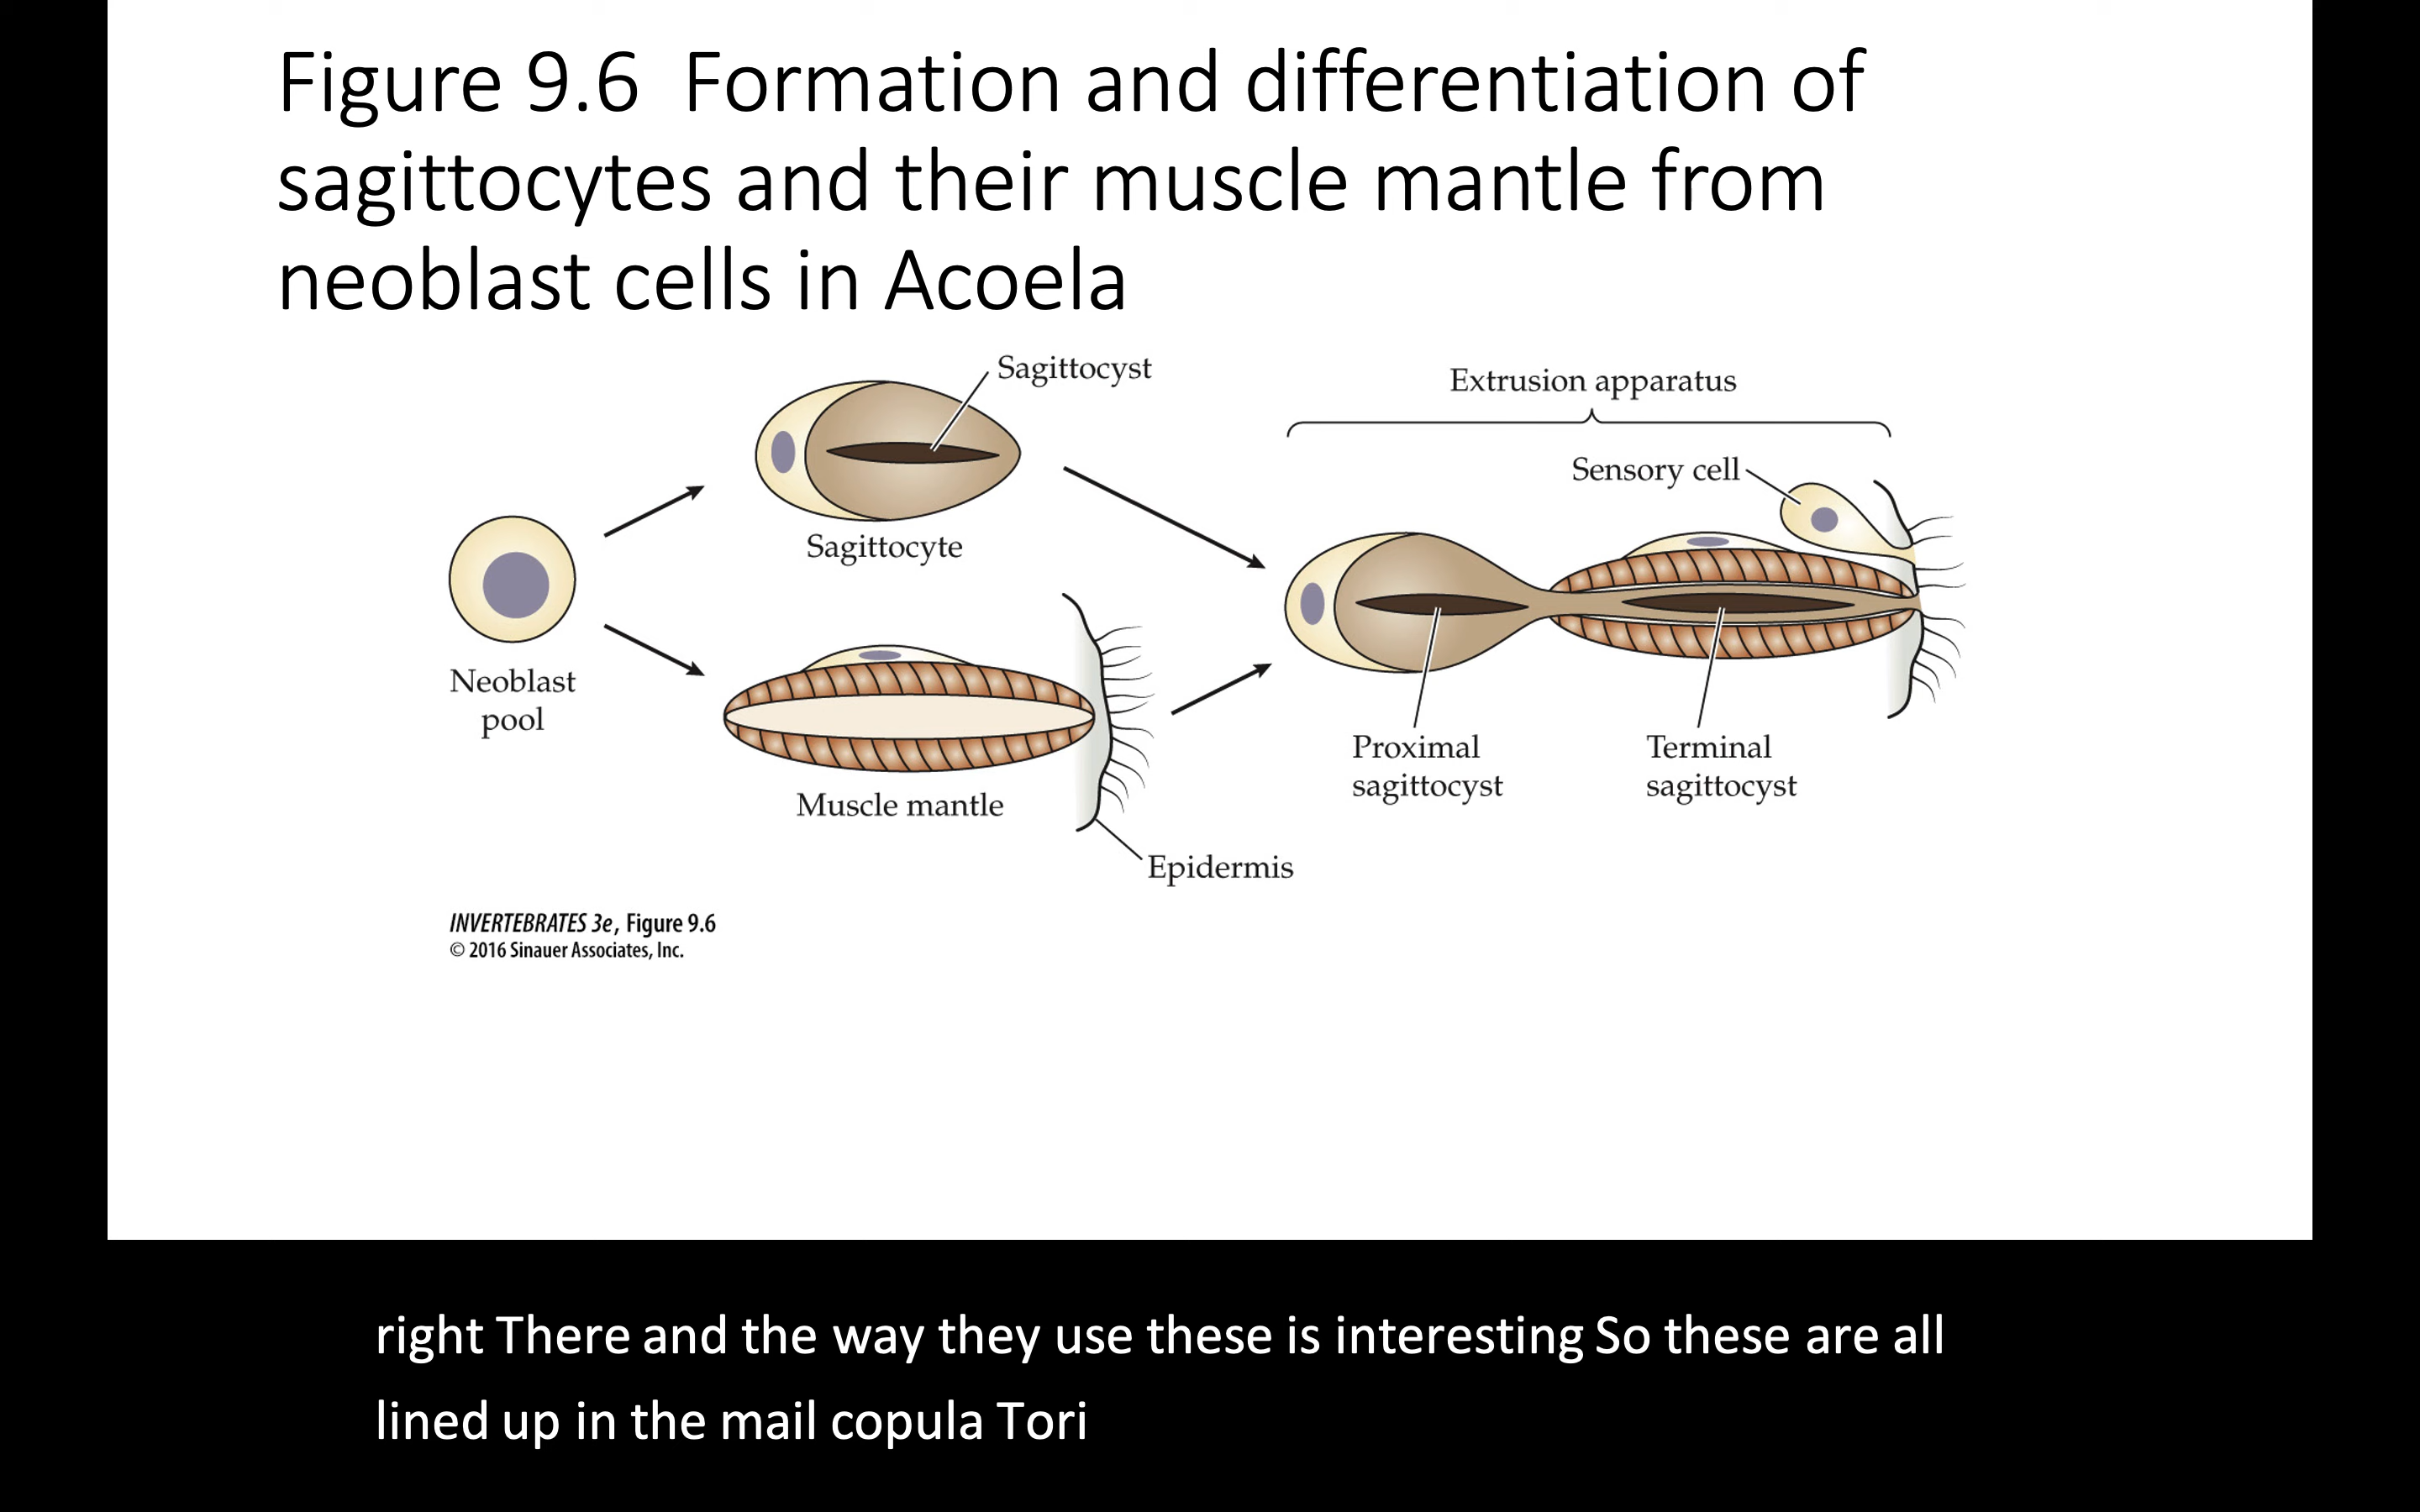 Figure 9.6  Formation and differentiation of
sagittocytes and their muscle mantle from
neoblast cells in Acoela
Sagittocyst
Extrusion apparatus
Sensory cell
Sagittocyte
Neoblast
pool
Proximal
sagittocyst
Terminal
sagittocyst
Muscle mantle
Epidermis
INVERTEBRATES 3e, Figure 9.6
© 2016 Sinauer Associates, Inc.
right There and the way they use these is interesting So these are all
lined up in the mail copula Tori